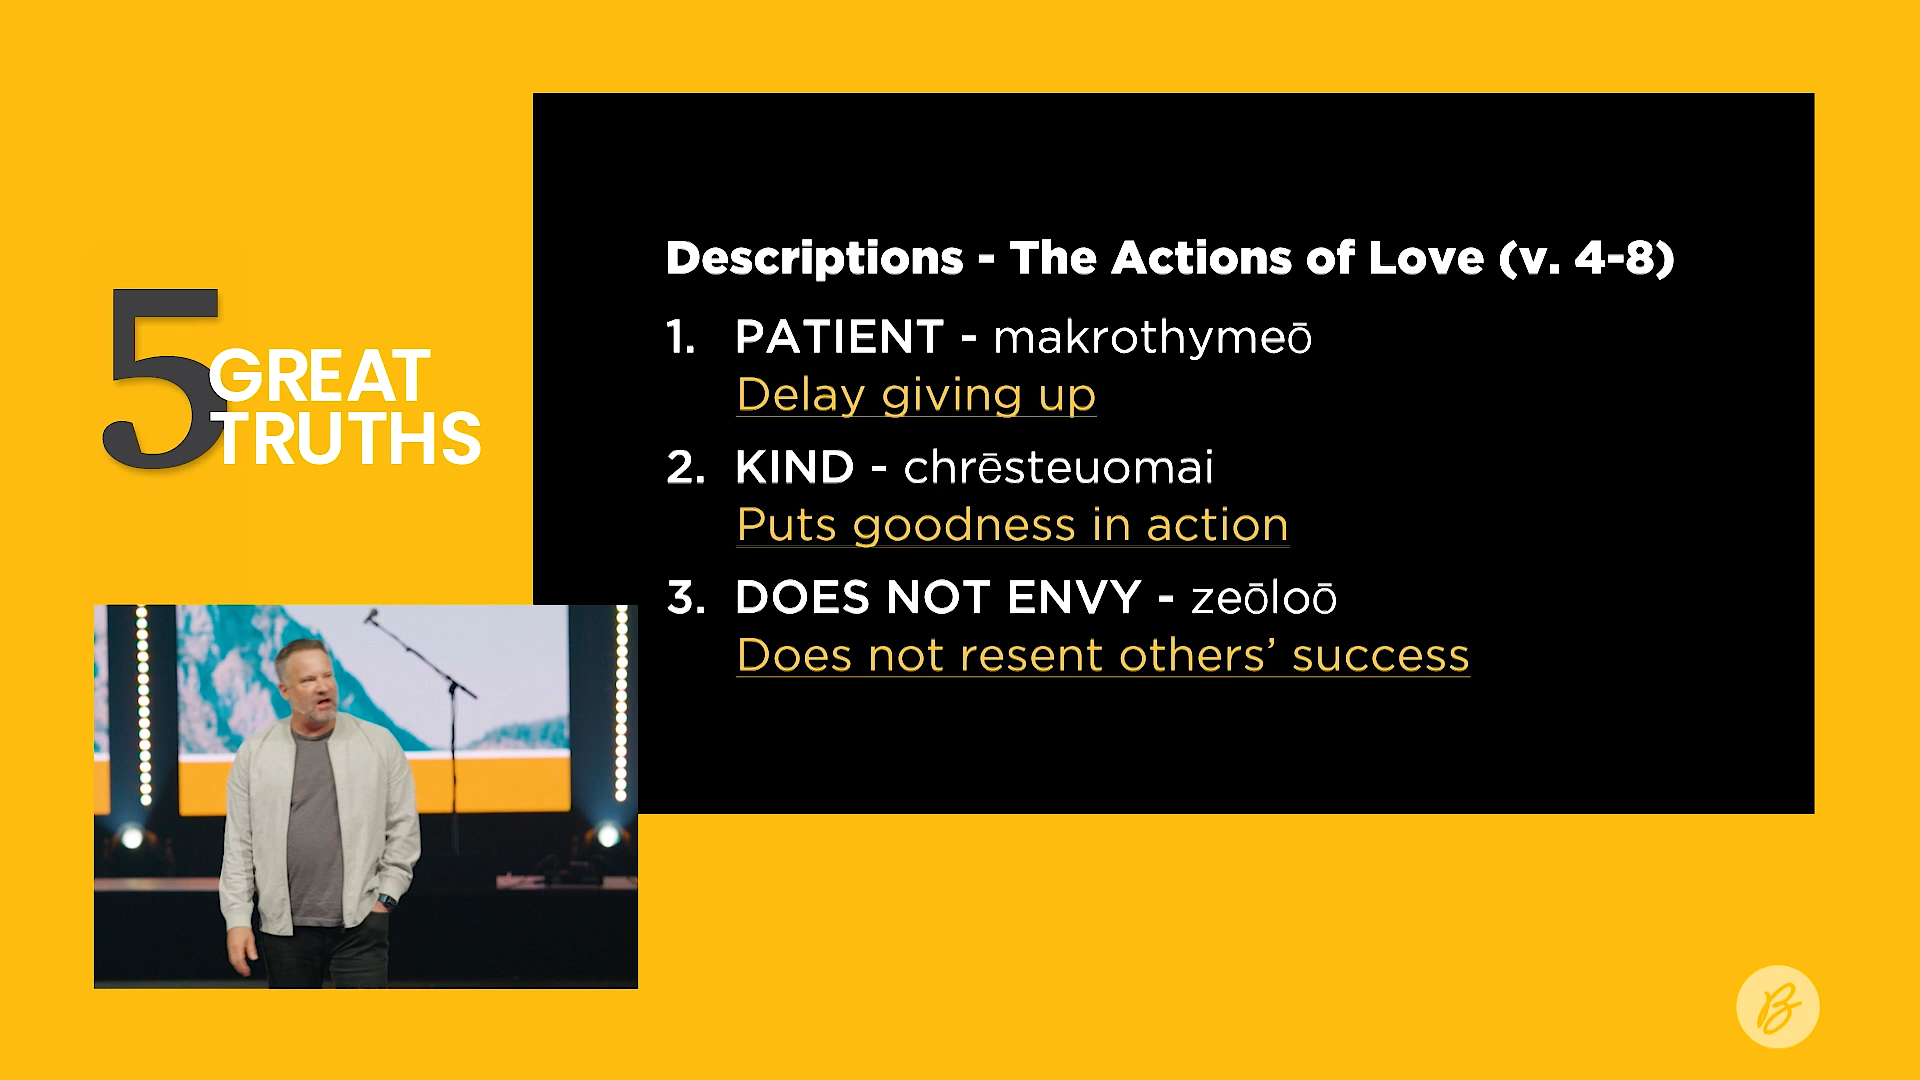 5 GREAT
TRUTHS
Descriptions - The Actions of Love (v. 4-8)
1. PATIENT - makrothymeō
Delay giving up
2. KIND - chrēsteuomai
Puts goodness in action
3. DOES NOT ENVY - zeōloō
Does not resent others’ success
B